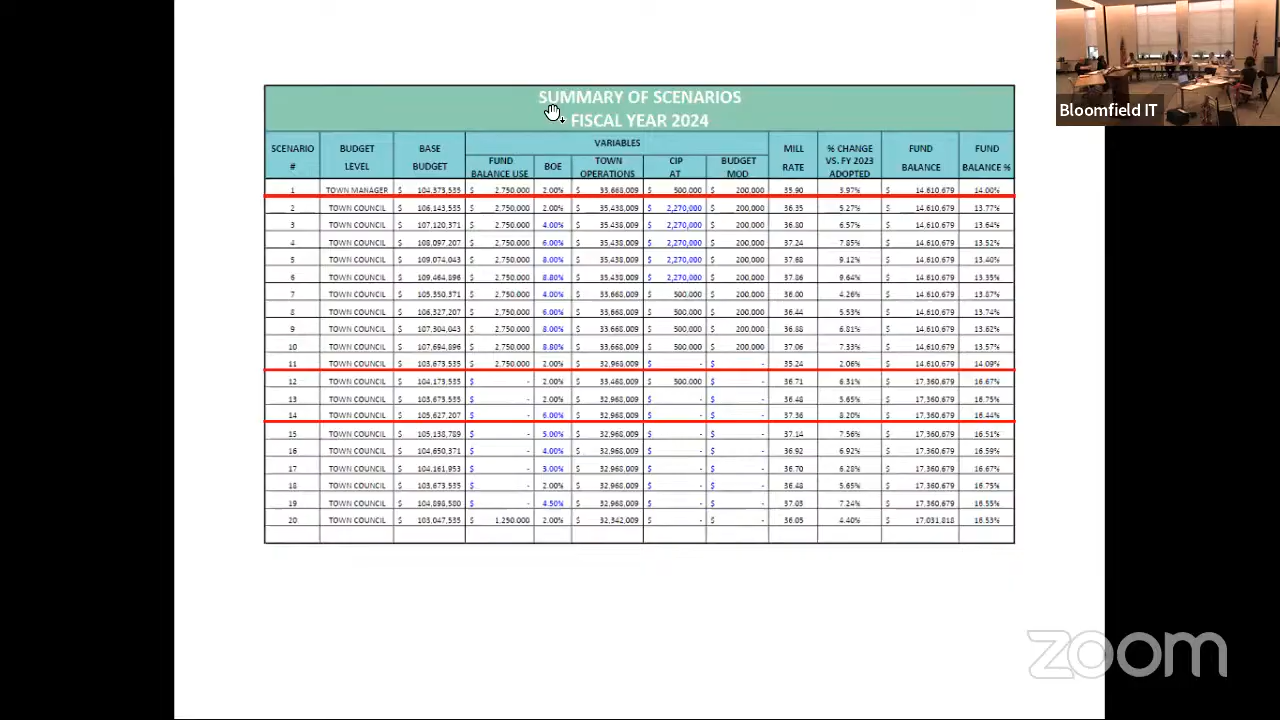 SUMMARY OF SCENARIOS
FISCAL YEAR 2024
SCENARIO # BUDGET LEVEL BASE BUDGET VARIABLES MILL RATE % CHANGE VS. FY 2023 ADOPTED FUND BALANCE FUND BALANCE %
FUND BALANCE USE BOE TOWN OPERATIONS CIP AT BUDGET MOD
1 TOWN MANAGER $ 104,373,535 $ 2,750,000 2.00% $ 33,668,009 $ 500,000 $ 200,000 35.90 3.97% $ 14,610,679 14.00%
2 TOWN COUNCIL $ 106,143,535 $ 2,750,000 2.00% $ 35,438,009 $ 2,270,000 $ 200,000 36.35 5.27% $ 14,610,679 13.77%
3 TOWN COUNCIL $ 107,120,371 $ 2,750,000 4.00% $ 35,438,009 $ 2,270,000 $ 200,000 36.80 6.57% $ 14,610,679 13.64%
4 TOWN COUNCIL $ 108,097,207 $ 2,750,000 6.00% $ 35,438,009 $ 2,270,000 $ 200,000 37.24 7.85% $ 14,610,679 13.52%
5 TOWN COUNCIL $ 109,074,043 $ 2,750,000 8.00% $ 35,438,009 $ 2,270,000 $ 200,000 37.68 9.12% $ 14,610,679 13.40%
6 TOWN COUNCIL $ 109,464,896 $ 2,750,000 8.80% $ 35,438,009 $ 2,270,000 $ 200,000 37.86 9.64% $ 14,610,679 13.35%
7 TOWN COUNCIL $ 105,350,371 $ 2,750,000 4.00% $ 33,668,009 $ 500,000 $ 200,000 36.00 4.26% $ 14,610,679 13.87%
8 TOWN COUNCIL $ 106,327,207 $ 2,750,000 6.00% $ 33,668,009 $ 500,000 $ 200,000 36.44 5.53% $ 14,610,679 13.74%
9 TOWN COUNCIL $ 107,304,043 $ 2,750,000 8.00% $ 33,668,009 $ 500,000 $ 200,000 36.88 6.81% $ 14,610,679 13.62%
10 TOWN COUNCIL $ 107,694,896 $ 2,750,000 8.80% $ 33,668,009 $ 500,000 $ 200,000 37.06 7.33% $ 14,610,679 13.57%
11 TOWN COUNCIL $ 103,673,535 $ 2,750,000 2.00% $ 32,968,009 $ - $ - 35.24 2.06% $ 14,610,679 14.09%
12 TOWN COUNCIL $ 104,173,535 $ - 2.00% $ 33,468,009 $ 500,000 $ - 36.71 6.31% $ 17,360,679 16.67%
13 TOWN COUNCIL $ 103,673,535 $ - 2.00% $ 32,968,009 $ - $ - 36.48 5.65% $ 17,360,679 16.75%
14 TOWN COUNCIL $ 105,627,207 $ - 6.00% $ 32,968,009 $ - $ - 37.36 8.20% $ 17,360,679 16.44%
15 TOWN COUNCIL $ 105,138,789 $ - 5.00% $ 32,968,009 $ - $ - 37.14 7.56% $ 17,360,679 16.51%
16 TOWN COUNCIL $ 104,650,371 $ - 4.00% $ 32,968,009 $ - $ - 36.92 6.92% $ 17,360,679 16.59%
17 TOWN COUNCIL $ 104,161,953 $ - 3.00% $ 32,968,009 $ - $ - 36.70 6.28% $ 17,360,679 16.67%
18 TOWN COUNCIL $ 103,673,535 $ - 2.00% $ 32,968,009 $ - $ - 36.48 5.65% $ 17,360,679 16.75%
19 TOWN COUNCIL $ 104,898,580 $ - 4.50% $ 32,968,009 $ - $ - 37.03 7.24% $ 17,360,679 16.55%
20 TOWN COUNCIL $ 103,047,535 $ 1,250,000 2.00% $ 32,342,009 $ - $ - 36.05 4.40% $ 17,031,818 16.53%
Bloomfield IT
zoom